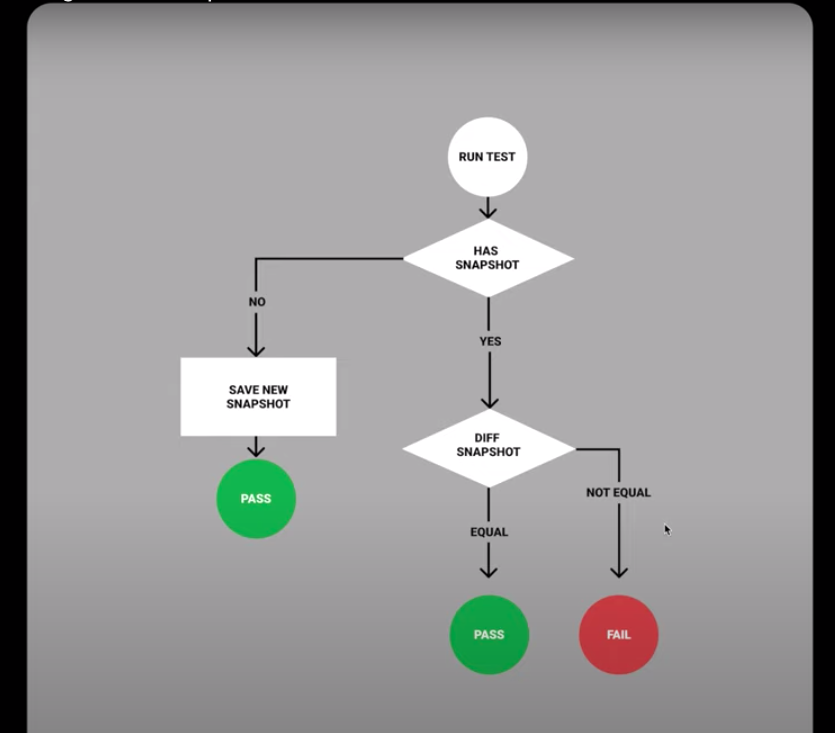 RUN TEST
HAS
SNAPSHOT
NO
YES
SAVE NEW
SNAPSHOT
DIFF
SNAPSHOT
PASS
NOT EQUAL
EQUAL
PASS
FAIL